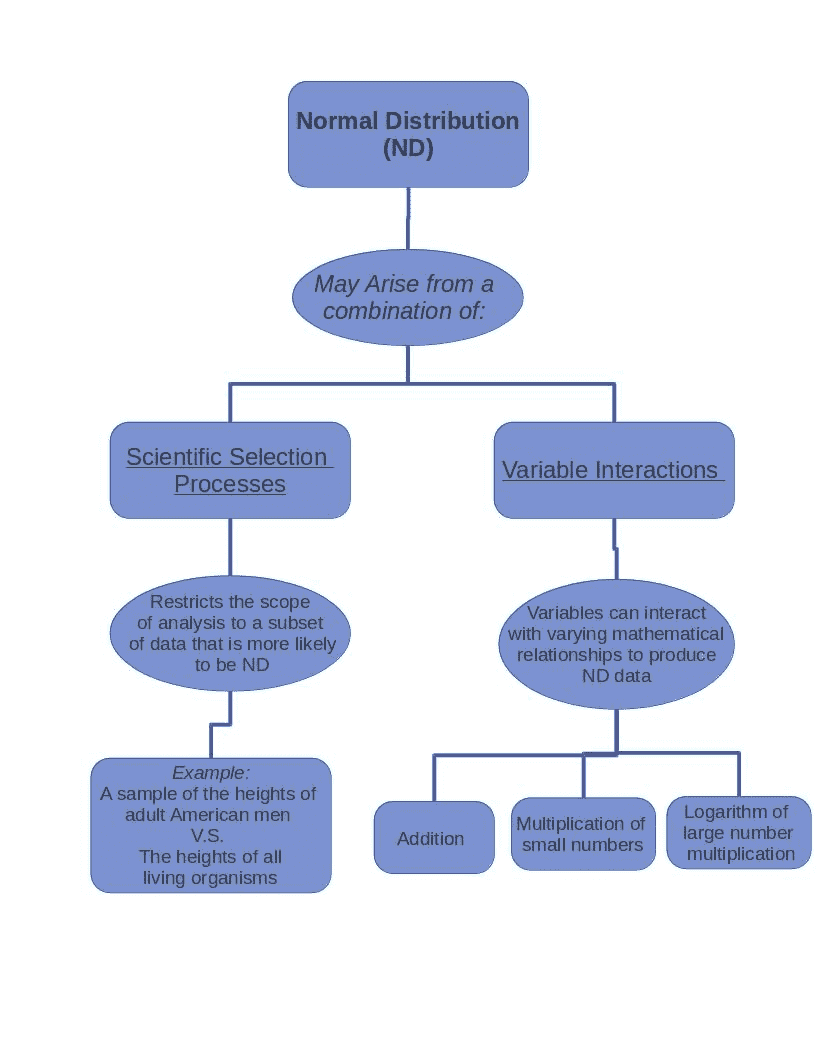 Normal Distribution
(ND)
May Arise from a
combination of:
Scientific Selection
Processes
Variable Interactions
Restricts the scope
of analysis to a subset
of data that is more likely
to be ND
Variables can interact
with varying mathematical
relationships to produce
ND data
Example:
A sample of the heights of
adult American men
V.S.
The heights of all
living organisms
Addition
Multiplication of
small numbers
Logarithm of
large number
multiplication